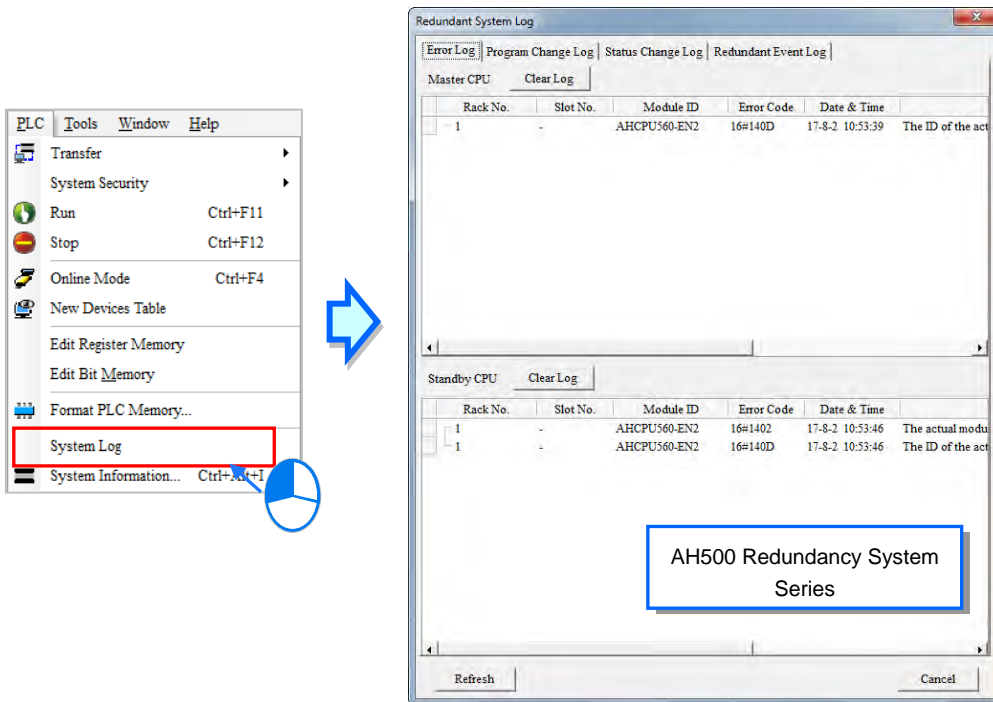 PLC Tools Window Help
Transfer
System Security
Run Ctrl+F11
Stop Ctrl+F12
Online Mode Ctrl+F4
New Devices Table
Edit Register Memory
Edit Bit Memory
Format PLC Memory...
System Log
System Information... Ctrl+Alt+I
Redundant System Log
Error Log Program Change Log Status Change Log Redundant Event Log
Master CPU Clear Log
Rack No. Slot No. Module ID Error Code Date & Time
1 - AHCPU560-EN2 16#140D 17-8-2 10:53:39 The ID of the act
Standby CPU Clear Log
Rack No. Slot No. Module ID Error Code Date & Time
1 - AHCPU560-EN2 16#1402 17-8-2 10:53:46 The actual modu
1 - AHCPU560-EN2 16#140D 17-8-2 10:53:46 The ID of the act
AH500 Redundancy System
Series
Refresh Cancel